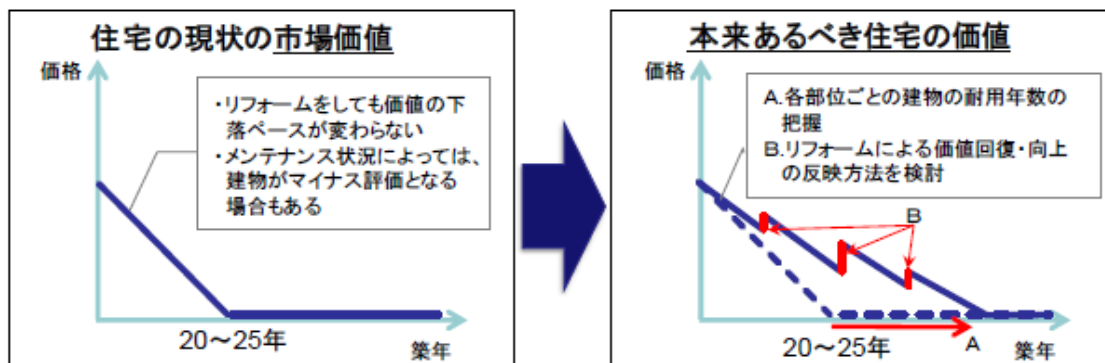 住宅の現状の市場価値
価格
・リフォームをしても価値の下
落ペースが変わらない
・メンテナンス状況によっては、
建物がマイナス評価となる
場合もある
20～25年
築年
本来あるべき住宅の価値
価格
A.各部位ごとの建物の耐用年数の
把握
B.リフォームによる価値回復・向上
の反映方法を検討
B
20～25年
A
築年